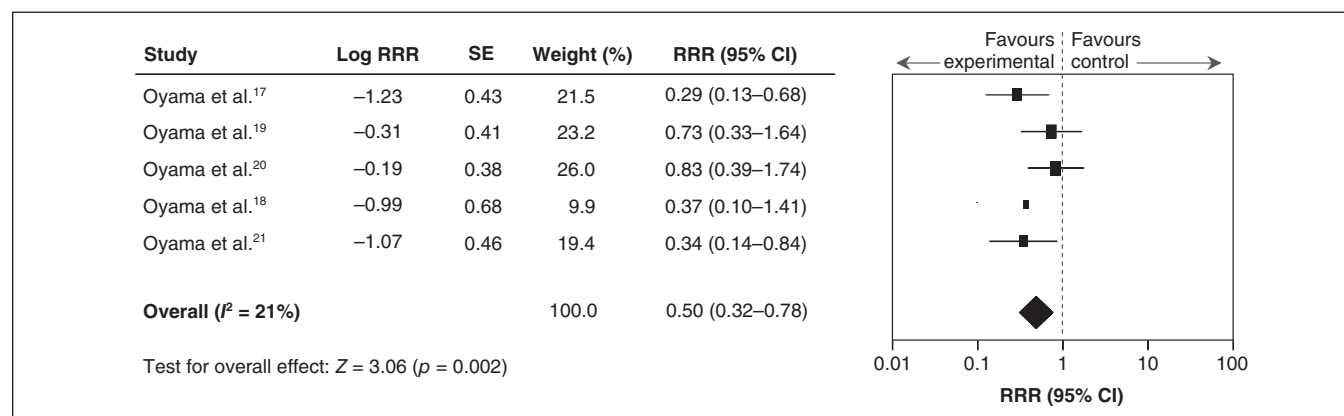 Study Log RRR SE Weight (%) RRR (95% CI)
Oyama et al.17 –1.23 0.43 21.5 0.29 (0.13–0.68)
Oyama et al.19 –0.31 0.41 23.2 0.73 (0.33–1.64)
Oyama et al.20 –0.19 0.38 26.0 0.83 (0.39–1.74)
Oyama et al.18 –0.99 0.68 9.9 0.37 (0.10–1.41)
Oyama et al.21 –1.07 0.46 19.4 0.34 (0.14–0.84)
Overall (I2 = 21%) 100.0 0.50 (0.32–0.78)
Test for overall effect: Z = 3.06 (p = 0.002)
Favours experimental
Favours control
0.01 0.1 1 10 100
RRR (95% CI)